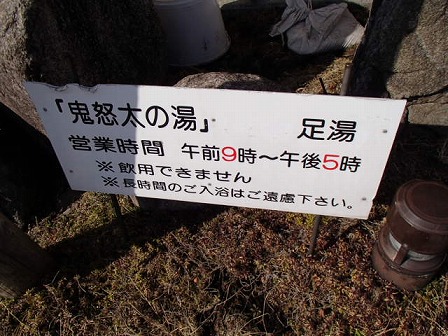 『鬼怒太の湯』 足湯
営業時間 午前9時～午後5時
※飲用できません
※長時間のご入浴はご遠慮下さい。